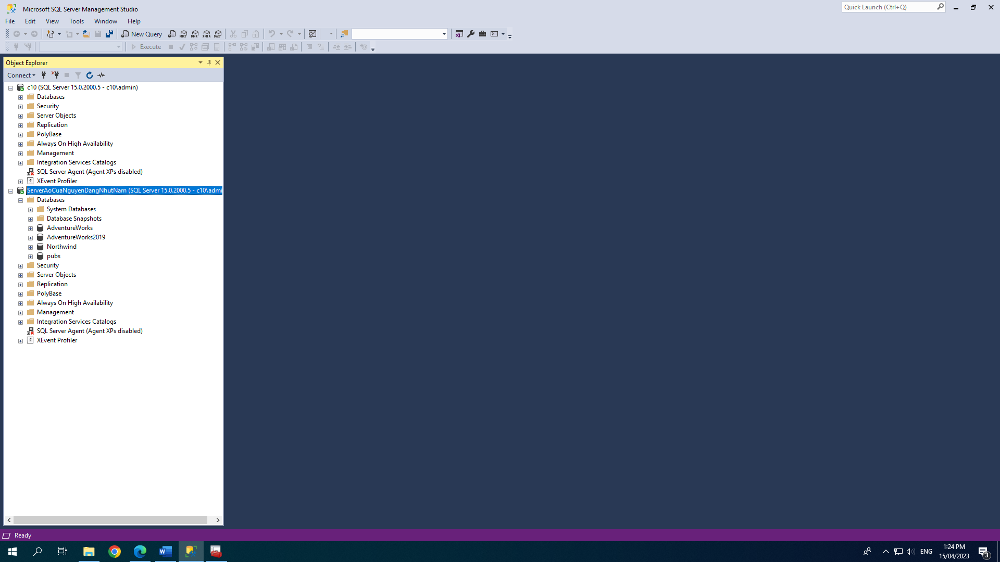 Microsoft SQL Server Management Studio
Quick Launch (Ctrl+Q)
File Edit View Tools Window Help
New Query MDX DMX XMLA DAX
Execute
Object Explorer
Connect
c10 (SQL Server 15.0.2000.5 - c10\admin)
Databases
Security
Server Objects
Replication
PolyBase
Always On High Availability
Management
Integration Services Catalogs
SQL Server Agent (Agent XPs disabled)
XEvent Profiler
ServerAoCuaNguyenDangNhutNam (SQL Server 15.0.2000.5 - c10\admi
Databases
System Databases
Database Snapshots
AdventureWorks
AdventureWorks2019
Northwind
pubs
Security
Server Objects
Replication
PolyBase
Always On High Availability
Management
Integration Services Catalogs
SQL Server Agent (Agent XPs disabled)
XEvent Profiler
Ready
ENG
1:24 PM
15/04/2023
3